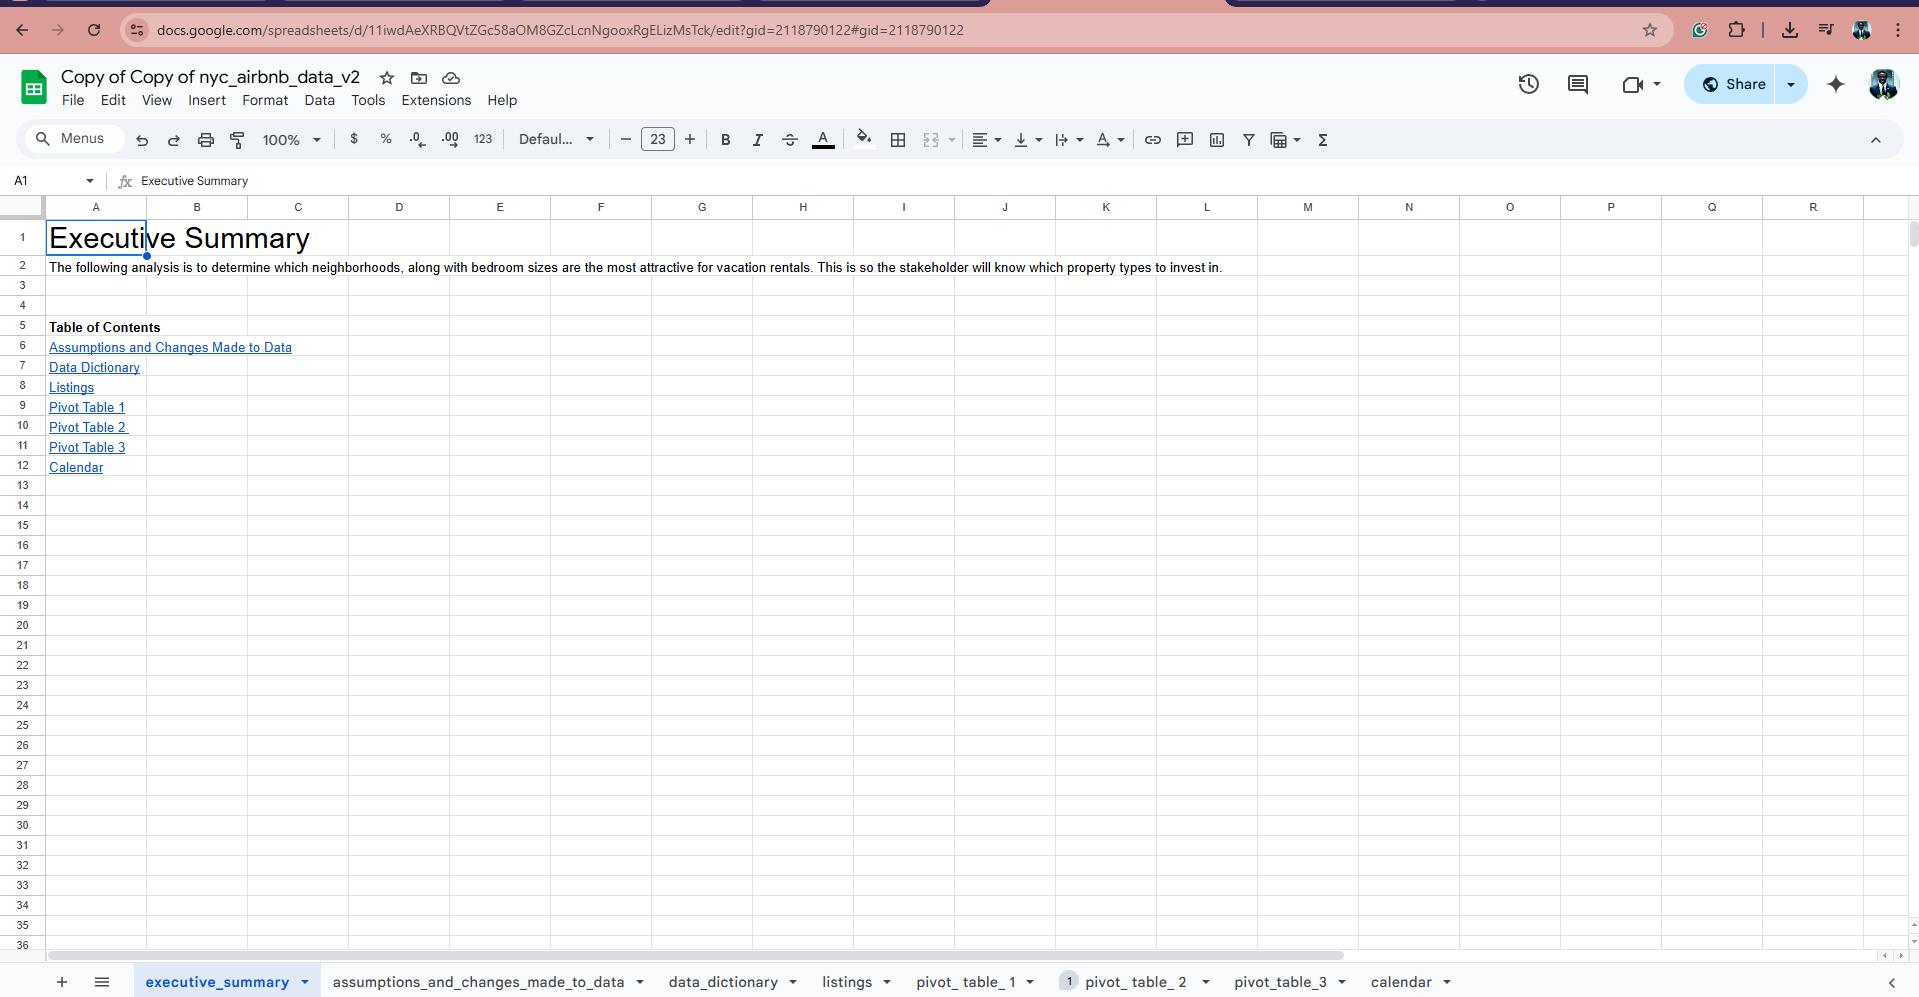 docs.google.com/spreadsheets/d/11iwdAeXRBQVtZGc58aOM8GZcLcnNgooxRgELizMsTck/edit?gid=2118790122#gid=2118790122
Copy of Copy of nyc_airbnb_data_v2
Share
File Edit View Insert Format Data Tools Extensions Help
Menus 100% $ % .0 .00 123 Defaul... − 23 + B I A Σ
A1 fx Executive Summary
A B C D E F G H I J K L M N O P Q R
1 Executive Summary
2 The following analysis is to determine which neighborhoods, along with bedroom sizes are the most attractive for vacation rentals. This is so the stakeholder will know which property types to invest in.
3
4
5 Table of Contents
6 Assumptions and Changes Made to Data
7 Data Dictionary
8 Listings
9 Pivot Table 1
10 Pivot Table 2
11 Pivot Table 3
12 Calendar
13
14
15
16
17
18
19
20
21
22
23
24
25
26
27
28
29
30
31
32
33
34
35
36
+ executive_summary assumptions_and_changes_made_to_data data_dictionary listings pivot_ table_ 1 1 pivot_ table_ 2 pivot_table_3 calendar